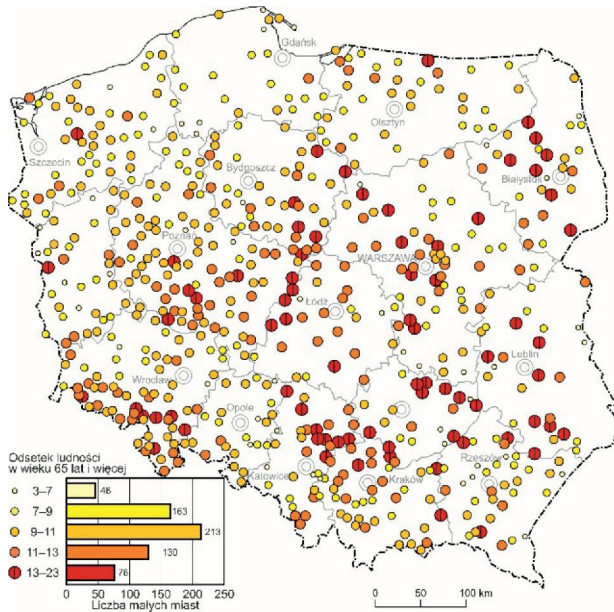 Gdańsk
Olsztyn
Szczecin
Bydgoszcz
Białystok
Poznań
WARSZAWA
Łódź
Lublin
Wrocław
Opole
Katowice
Kraków
Rzeszów
Odsetek ludności
w wieku 65 lat i więcej
3–7 46
7–9 163
9–11 213
11–13 130
13–23 76
0 50 100 150 200 250
Liczba małych miast
0 50 100 km